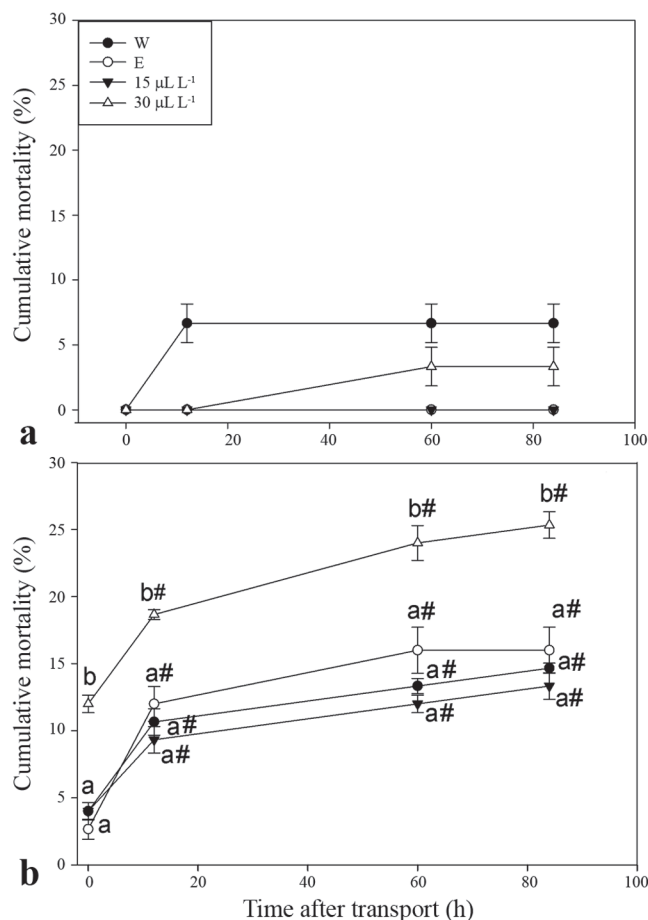 30
25
20
15
10
5
0
Cumulative mortality (%)
W
E
15 µL L⁻¹
30 µL L⁻¹
0 20 40 60 80 100
a
30
25
20
15
10
5
0
Cumulative mortality (%)
b#
b#
b#
b
a#
a#
a#
a#
a#
a#
a#
a#
a#
a
a
0 20 40 60 80 100
b
Time after transport (h)